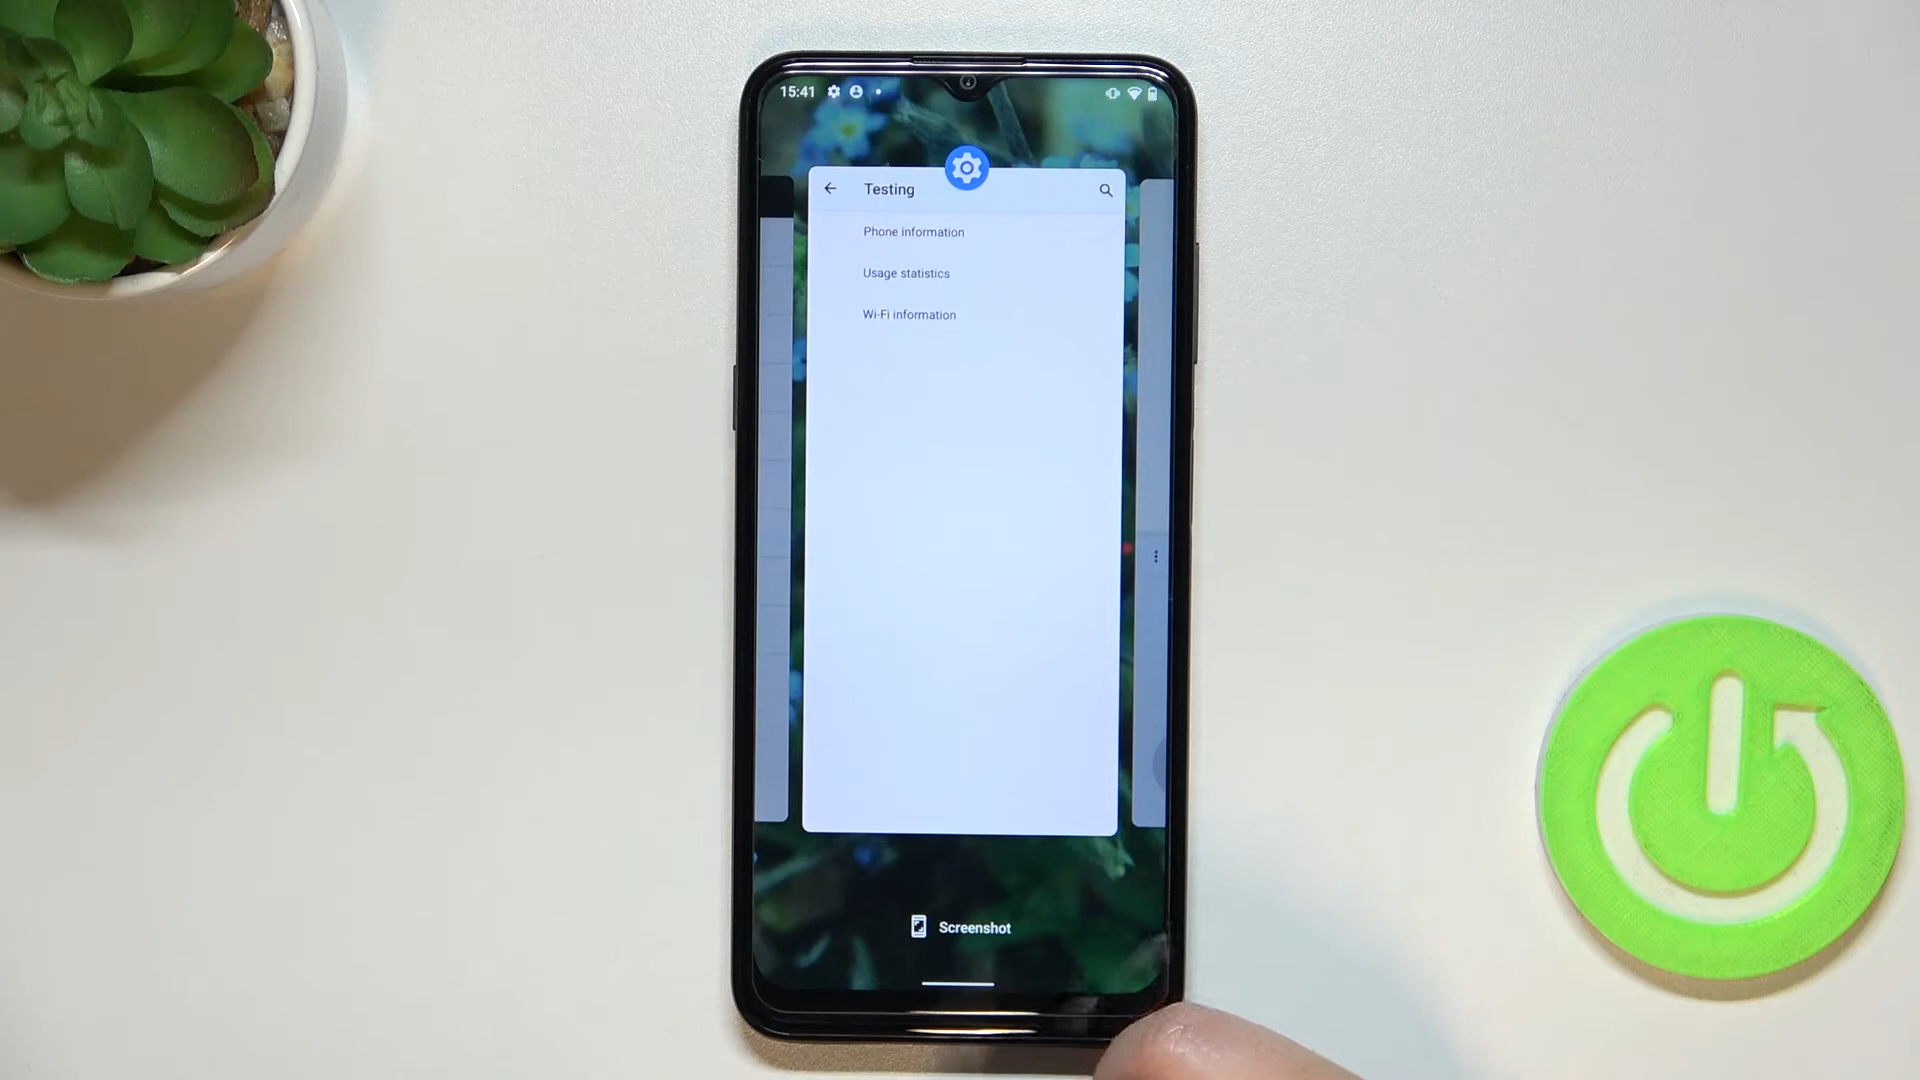 15:41
Testing
Phone information
Usage statistics
Wi-Fi information
Screenshot